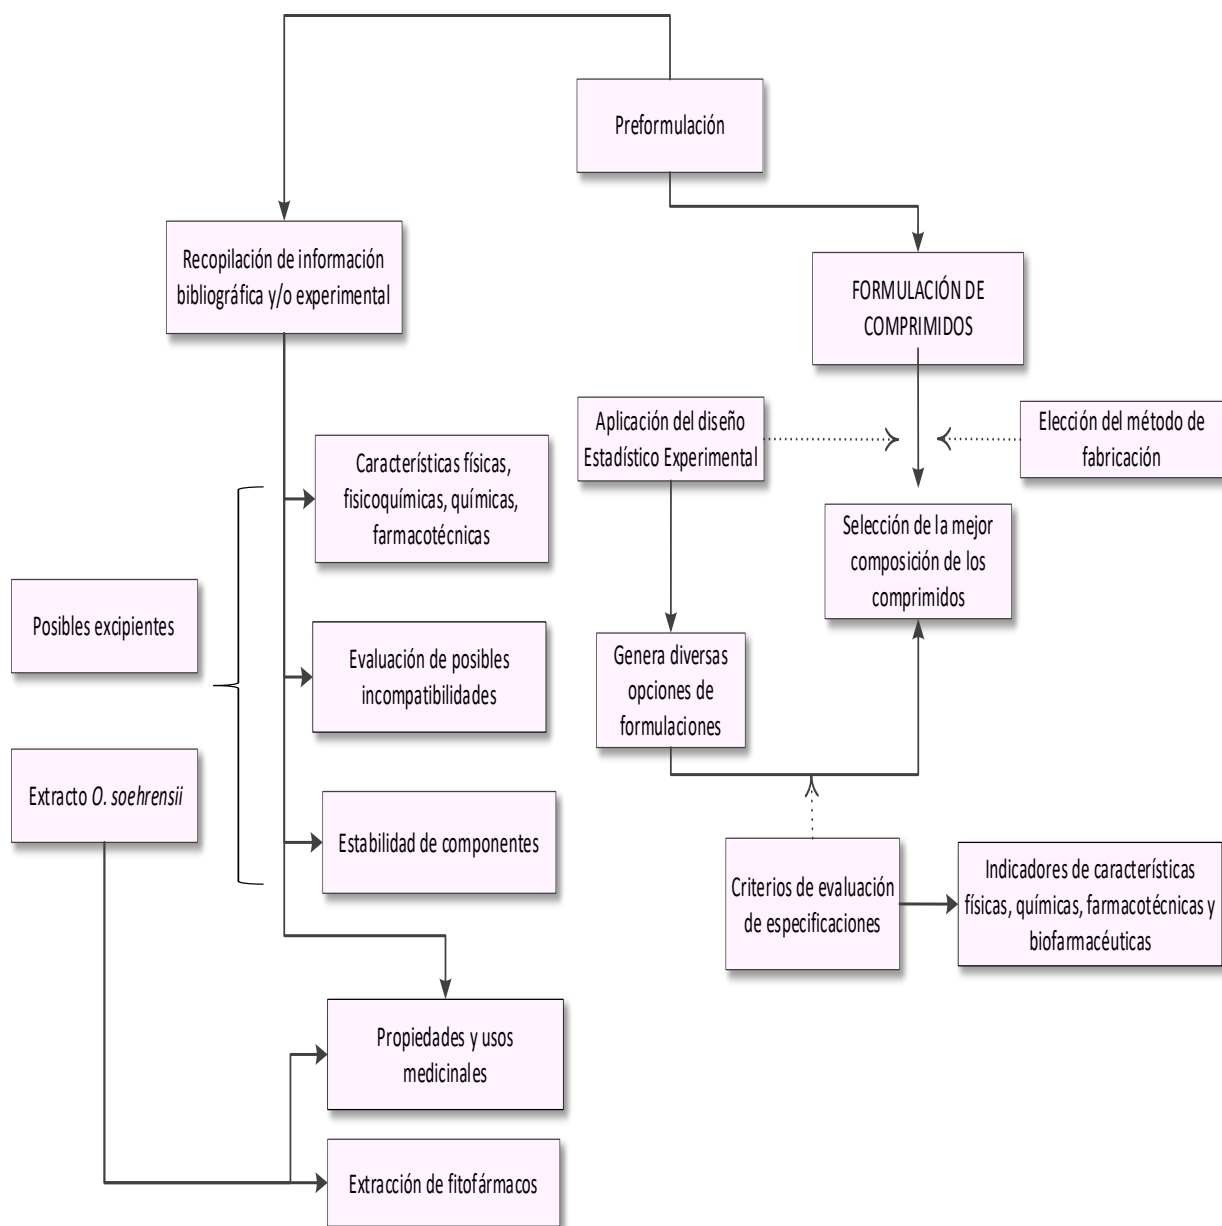 Preformulación
Recopilación de información
bibliográfica y/o experimental
FORMULACIÓN DE
COMPRIMIDOS
Aplicación del diseño
Estadístico Experimental
Elección del método de
fabricación
Características físicas,
fisicoquímicas, químicas,
farmacotécnicas
Selección de la mejor
composición de los
comprimidos
Posibles excipientes
Evaluación de posibles
incompatibilidades
Genera diversas
opciones de
formulaciones
Extracto O. soehrensii
Estabilidad de componentes
Criterios de evaluación
de especificaciones
Indicadores de características
físicas, químicas, farmacotécnicas y
biofarmacéuticas
Propiedades y usos
medicinales
Extracción de fitofármacos